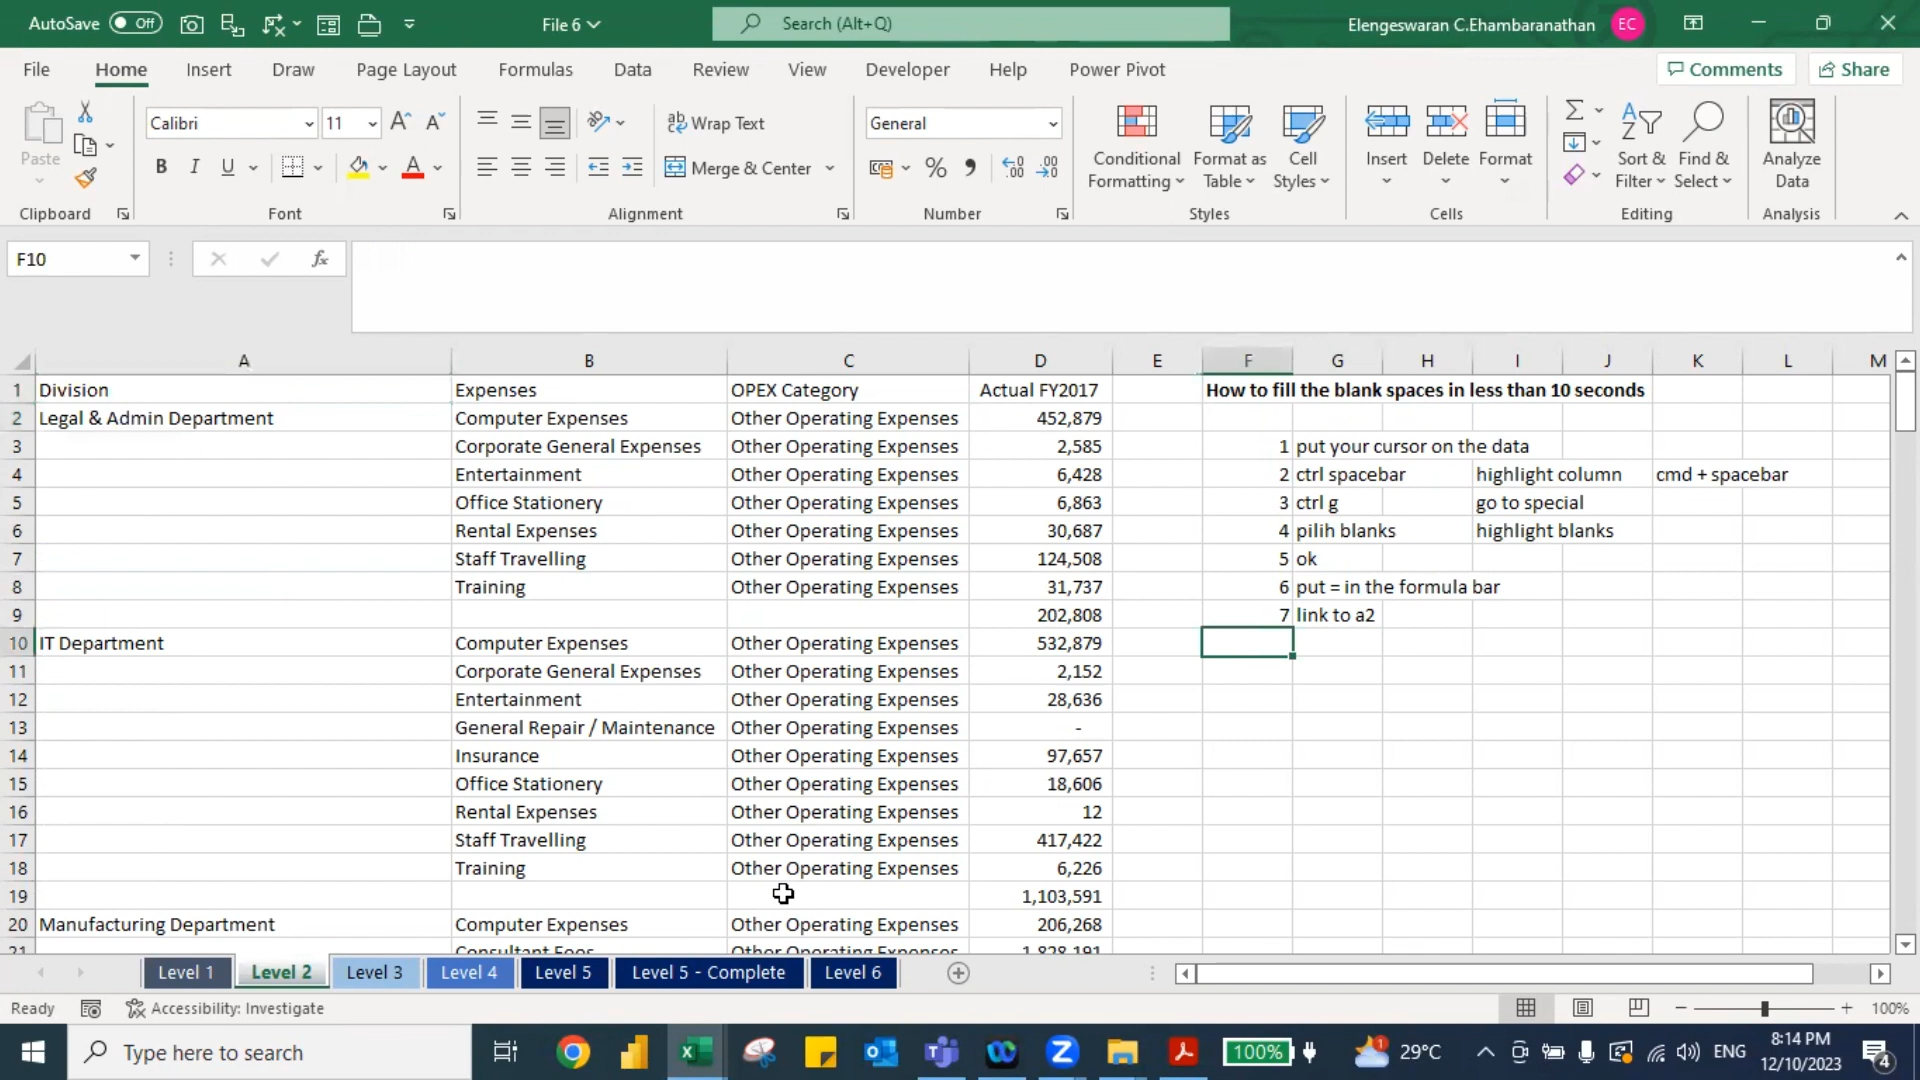 AutoSave Off File 6 Search (Alt+Q) Elengeswaran C.Ehambaranathan EC
File Home Insert Draw Page Layout Formulas Data Review View Developer Help Power Pivot Comments Share
Calibri 11 Wrap Text General
Paste B I U Merge & Center % Conditional Formatting Format as Table Cell Styles Insert Delete Format Sort & Filter Find & Select Analyze Data
Clipboard Font Alignment Number Styles Cells Editing Analysis
F10 fx
A B C D E F G H I J K L M
1 Division Expenses OPEX Category Actual FY2017 How to fill the blank spaces in less than 10 seconds
2 Legal & Admin Department Computer Expenses Other Operating Expenses 452,879
3 Corporate General Expenses Other Operating Expenses 2,585 1 put your cursor on the data
4 Entertainment Other Operating Expenses 6,428 2 ctrl spacebar highlight column cmd + spacebar
5 Office Stationery Other Operating Expenses 6,863 3 ctrl g go to special
6 Rental Expenses Other Operating Expenses 30,687 4 pilih blanks highlight blanks
7 Staff Travelling Other Operating Expenses 124,508 5 ok
8 Training Other Operating Expenses 31,737 6 put = in the formula bar
9 202,808 7 link to a2
10 IT Department Computer Expenses Other Operating Expenses 532,879
11 Corporate General Expenses Other Operating Expenses 2,152
12 Entertainment Other Operating Expenses 28,636
13 General Repair / Maintenance Other Operating Expenses -
14 Insurance Other Operating Expenses 97,657
15 Office Stationery Other Operating Expenses 18,606
16 Rental Expenses Other Operating Expenses 12
17 Staff Travelling Other Operating Expenses 417,422
18 Training Other Operating Expenses 6,226
19 1,103,591
20 Manufacturing Department Computer Expenses Other Operating Expenses 206,268
21 Consultant Fees Other Operating Expenses 1,828,191
Level 1 Level 2 Level 3 Level 4 Level 5 Level 5 - Complete Level 6
Ready Accessibility: Investigate 100%
Type here to search 100% 1 29°C ENG 8:14 PM 4
12/10/2023